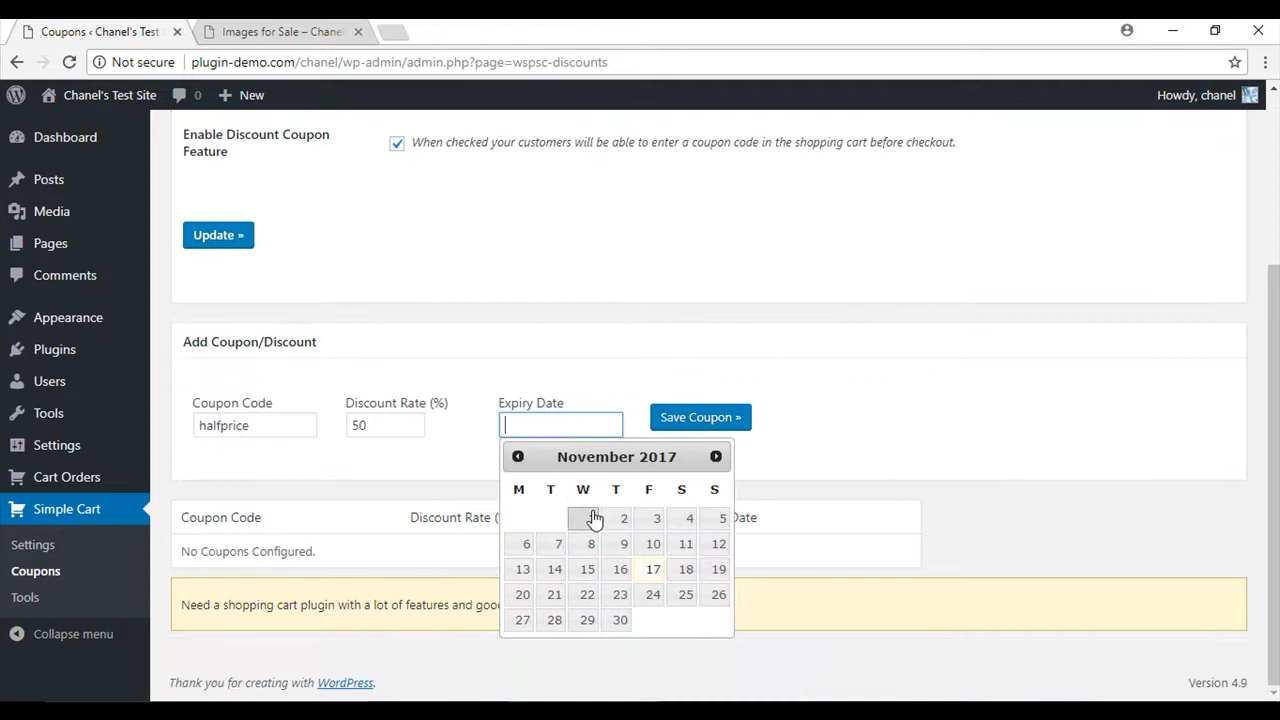 Coupons ‹ Chanel's Test
Images for Sale – Chanel
Not secure plugin-demo.com/chanel/wp-admin/admin.php?page=wspsc-discounts
Chanel's Test Site 0 New Howdy, chanel
Dashboard
Posts
Media
Pages
Comments
Appearance
Plugins
Users
Tools
Settings
Cart Orders
Simple Cart
Settings
Coupons
Tools
Collapse menu
Enable Discount Coupon
Feature
When checked your customers will be able to enter a coupon code in the shopping cart before checkout.
Update »
Add Coupon/Discount
Coupon Code Discount Rate (%) Expiry Date
halfprice 50 Save Coupon »
November 2017
M T W T F S S
1 2 3 4 5
6 7 8 9 10 11 12
13 14 15 16 17 18 19
20 21 22 23 24 25 26
27 28 29 30
Coupon Code Discount Rate Date
No Coupons Configured.
Need a shopping cart plugin with a lot of features and
Thank you for creating with WordPress. Version 4.9